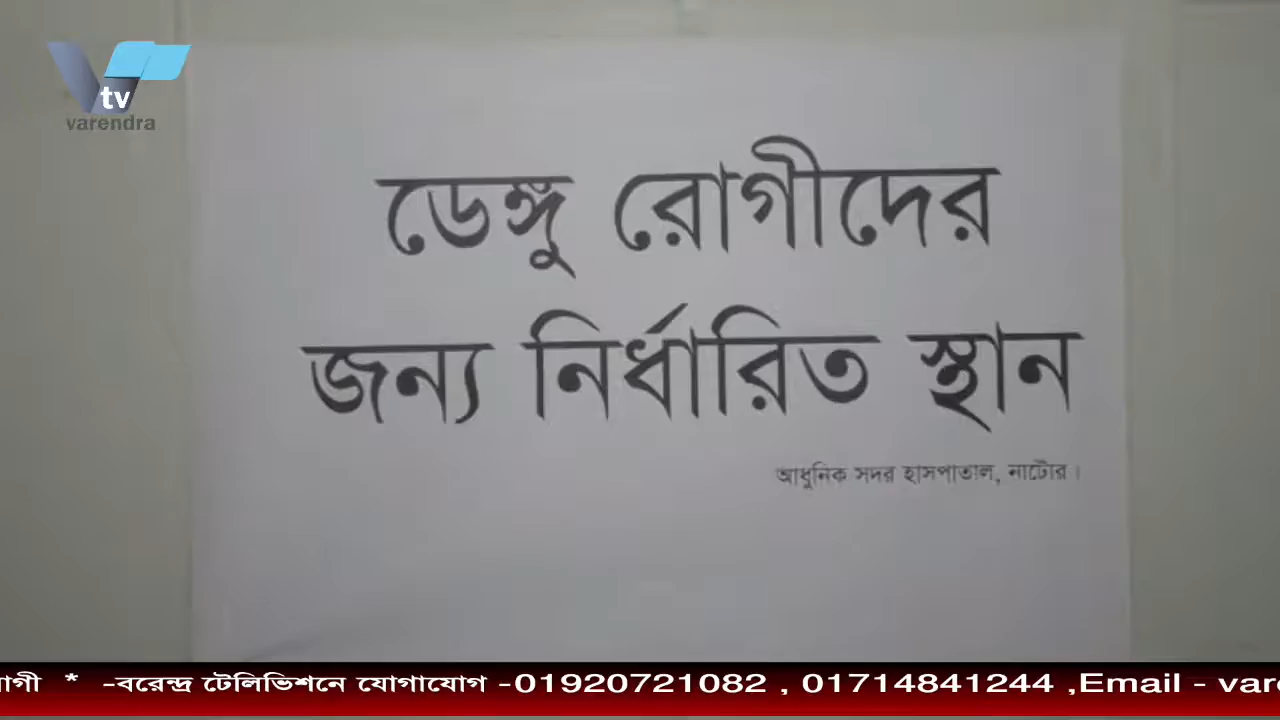 tv
varendra
ডেঙ্গু রোগীদের
জন্য নির্ধারিত স্থান
আধুনিক সদর হাসপাতাল, নাটোর।
* -বরেন্দ্র টেলিভিশনে যোগাযোগ -01920721082 , 01714841244 ,Email -